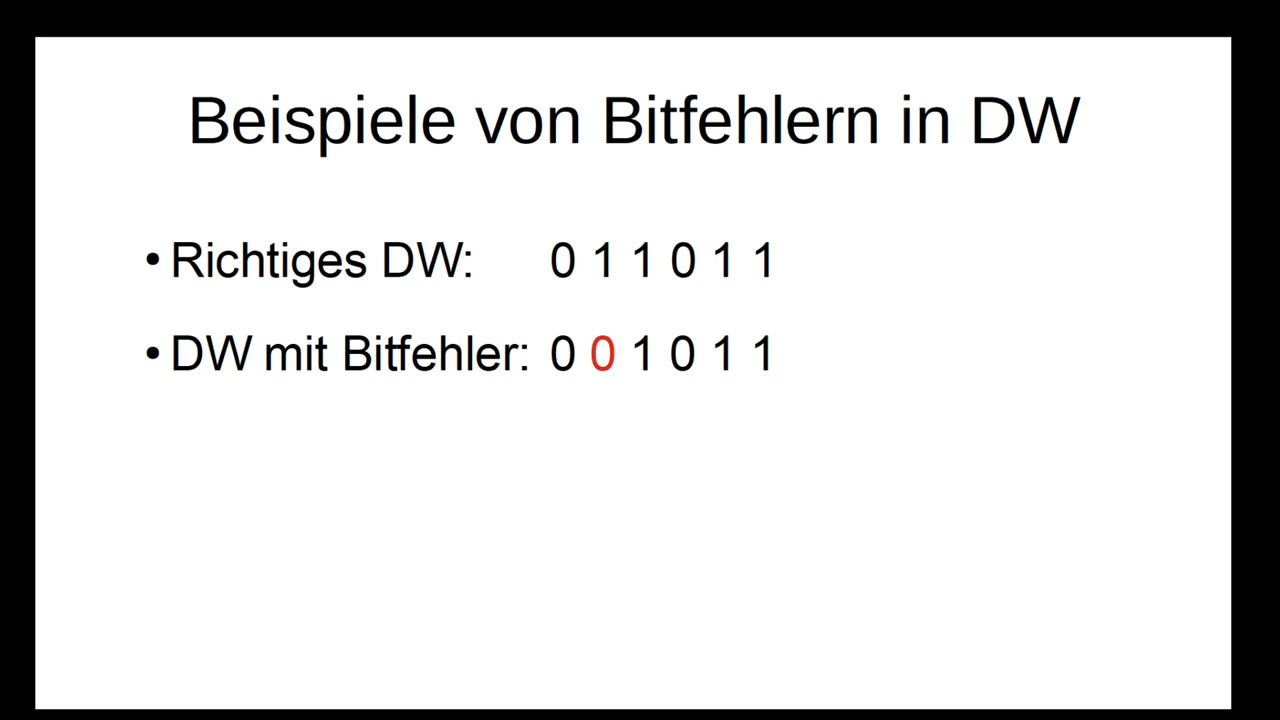 Beispiele von Bitfehlern in DW
• Richtiges DW: 0 1 1 0 1 1
• DW mit Bitfehler: 0 0 1 0 1 1